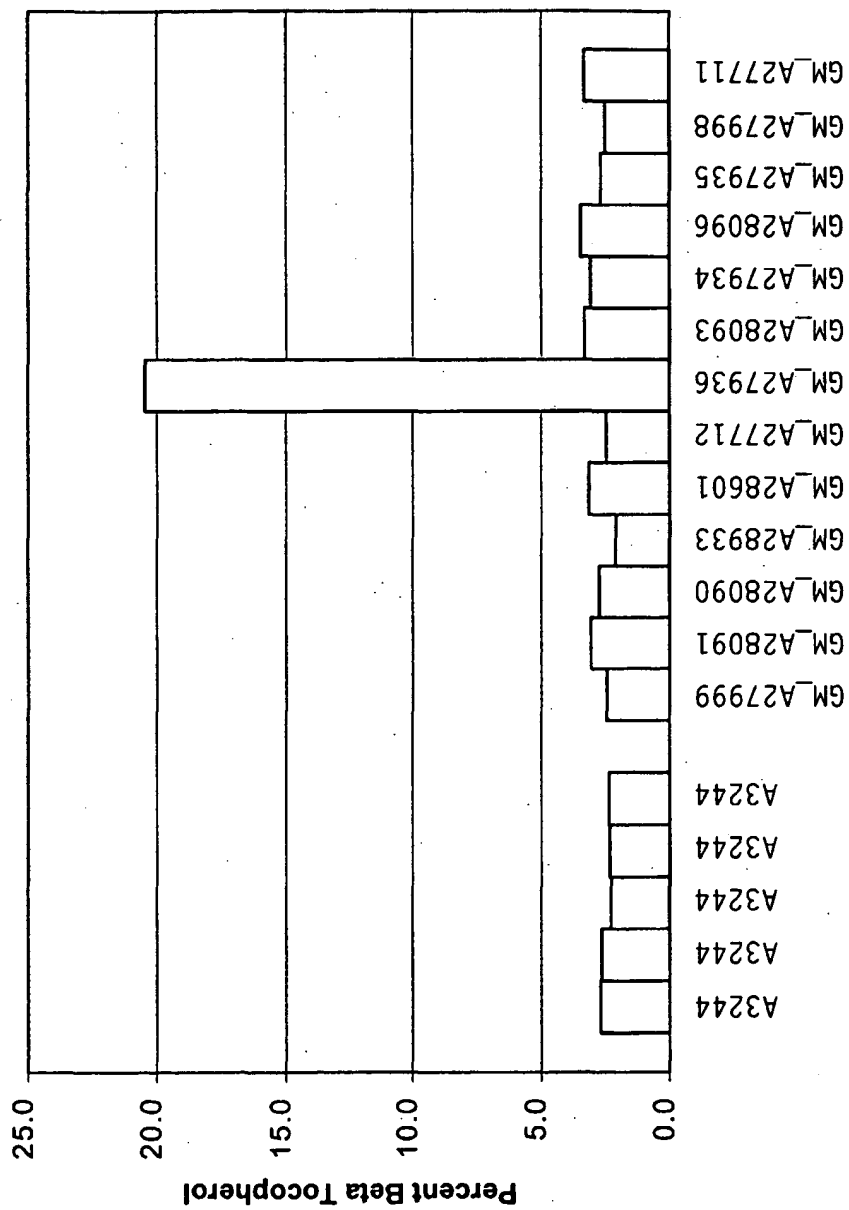 Percent Beta Tocopherol
25.0
20.0
15.0
10.0
5.0
0.0
A3244
A3244
A3244
A3244
A3244
GM_A27999
GM_A28091
GM_A28090
GM_A28933
GM_A28601
GM_A27712
GM_A27936
GM_A28093
GM_A27934
GM_A28096
GM_A27935
GM_A27998
GM_A27711